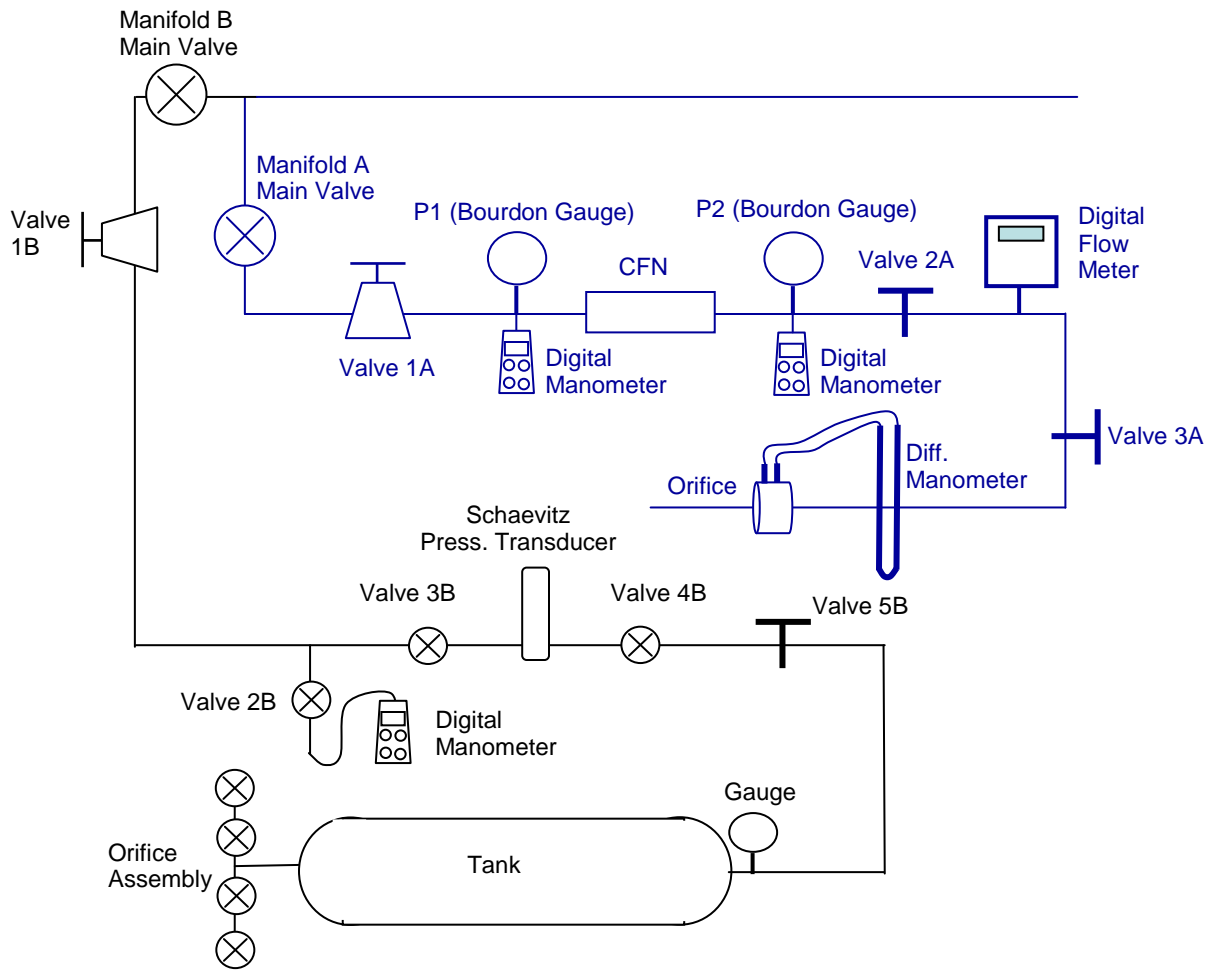 Manifold B
Main Valve
Manifold A
Main Valve
Valve
1B
P1 (Bourdon Gauge)
P2 (Bourdon Gauge)
Digital
Flow
Meter
CFN
Valve 2A
Valve 1A
Digital
Manometer
Digital
Manometer
Valve 3A
Diff.
Manometer
Orifice
Schaevitz
Press. Transducer
Valve 3B
Valve 4B
Valve 5B
Valve 2B
Digital
Manometer
Gauge
Orifice
Assembly
Tank